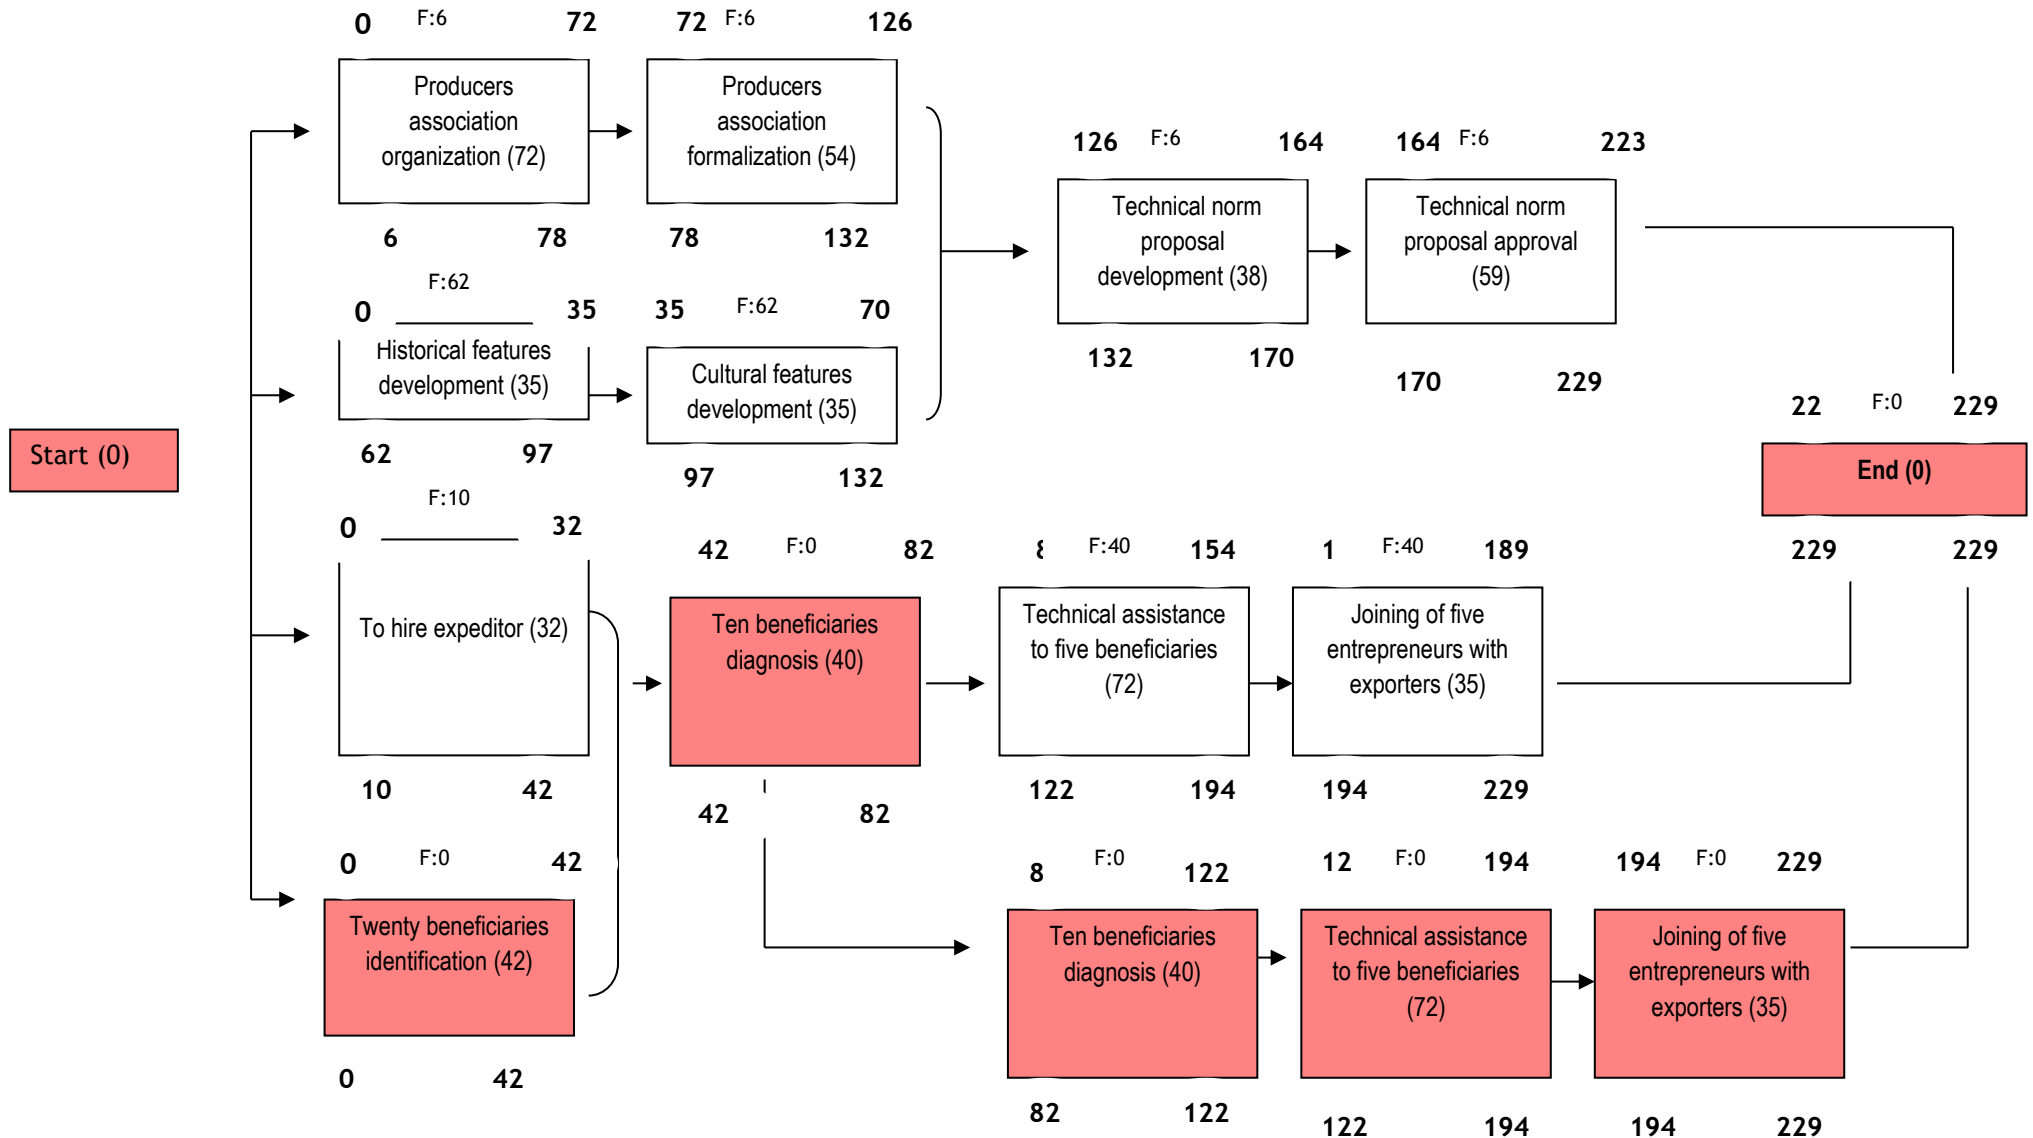 0 F:6 72 72 F:6 126
Producers
association
organization (72)
Producers
association
formalization (54)
6 78 78 132
126 F:6 164 164 F:6 223
Technical norm
proposal
development (38)
Technical norm
proposal approval
(59)
132 170 170 229
F:62
0 35 35 F:62 70
Historical features
development (35)
Cultural features
development (35)
62 97 97 132
Start (0)
22 F:0 229
End (0)
229 229
F:10
0 32
To hire expeditor (32)
10 42
42 F:0 82
Ten beneficiaries
diagnosis (40)
42 82
F:40 154
Technical assistance
to five beneficiaries
(72)
122 194
1 F:40 189
Joining of five
entrepreneurs with
exporters (35)
194 229
0 F:0 42
Twenty beneficiaries
identification (42)
0 42
8 F:0 122
Ten beneficiaries
diagnosis (40)
82 122
12 F:0 194
Technical assistance
to five beneficiaries
(72)
122 194
194 F:0 229
Joining of five
entrepreneurs with
exporters (35)
194 229